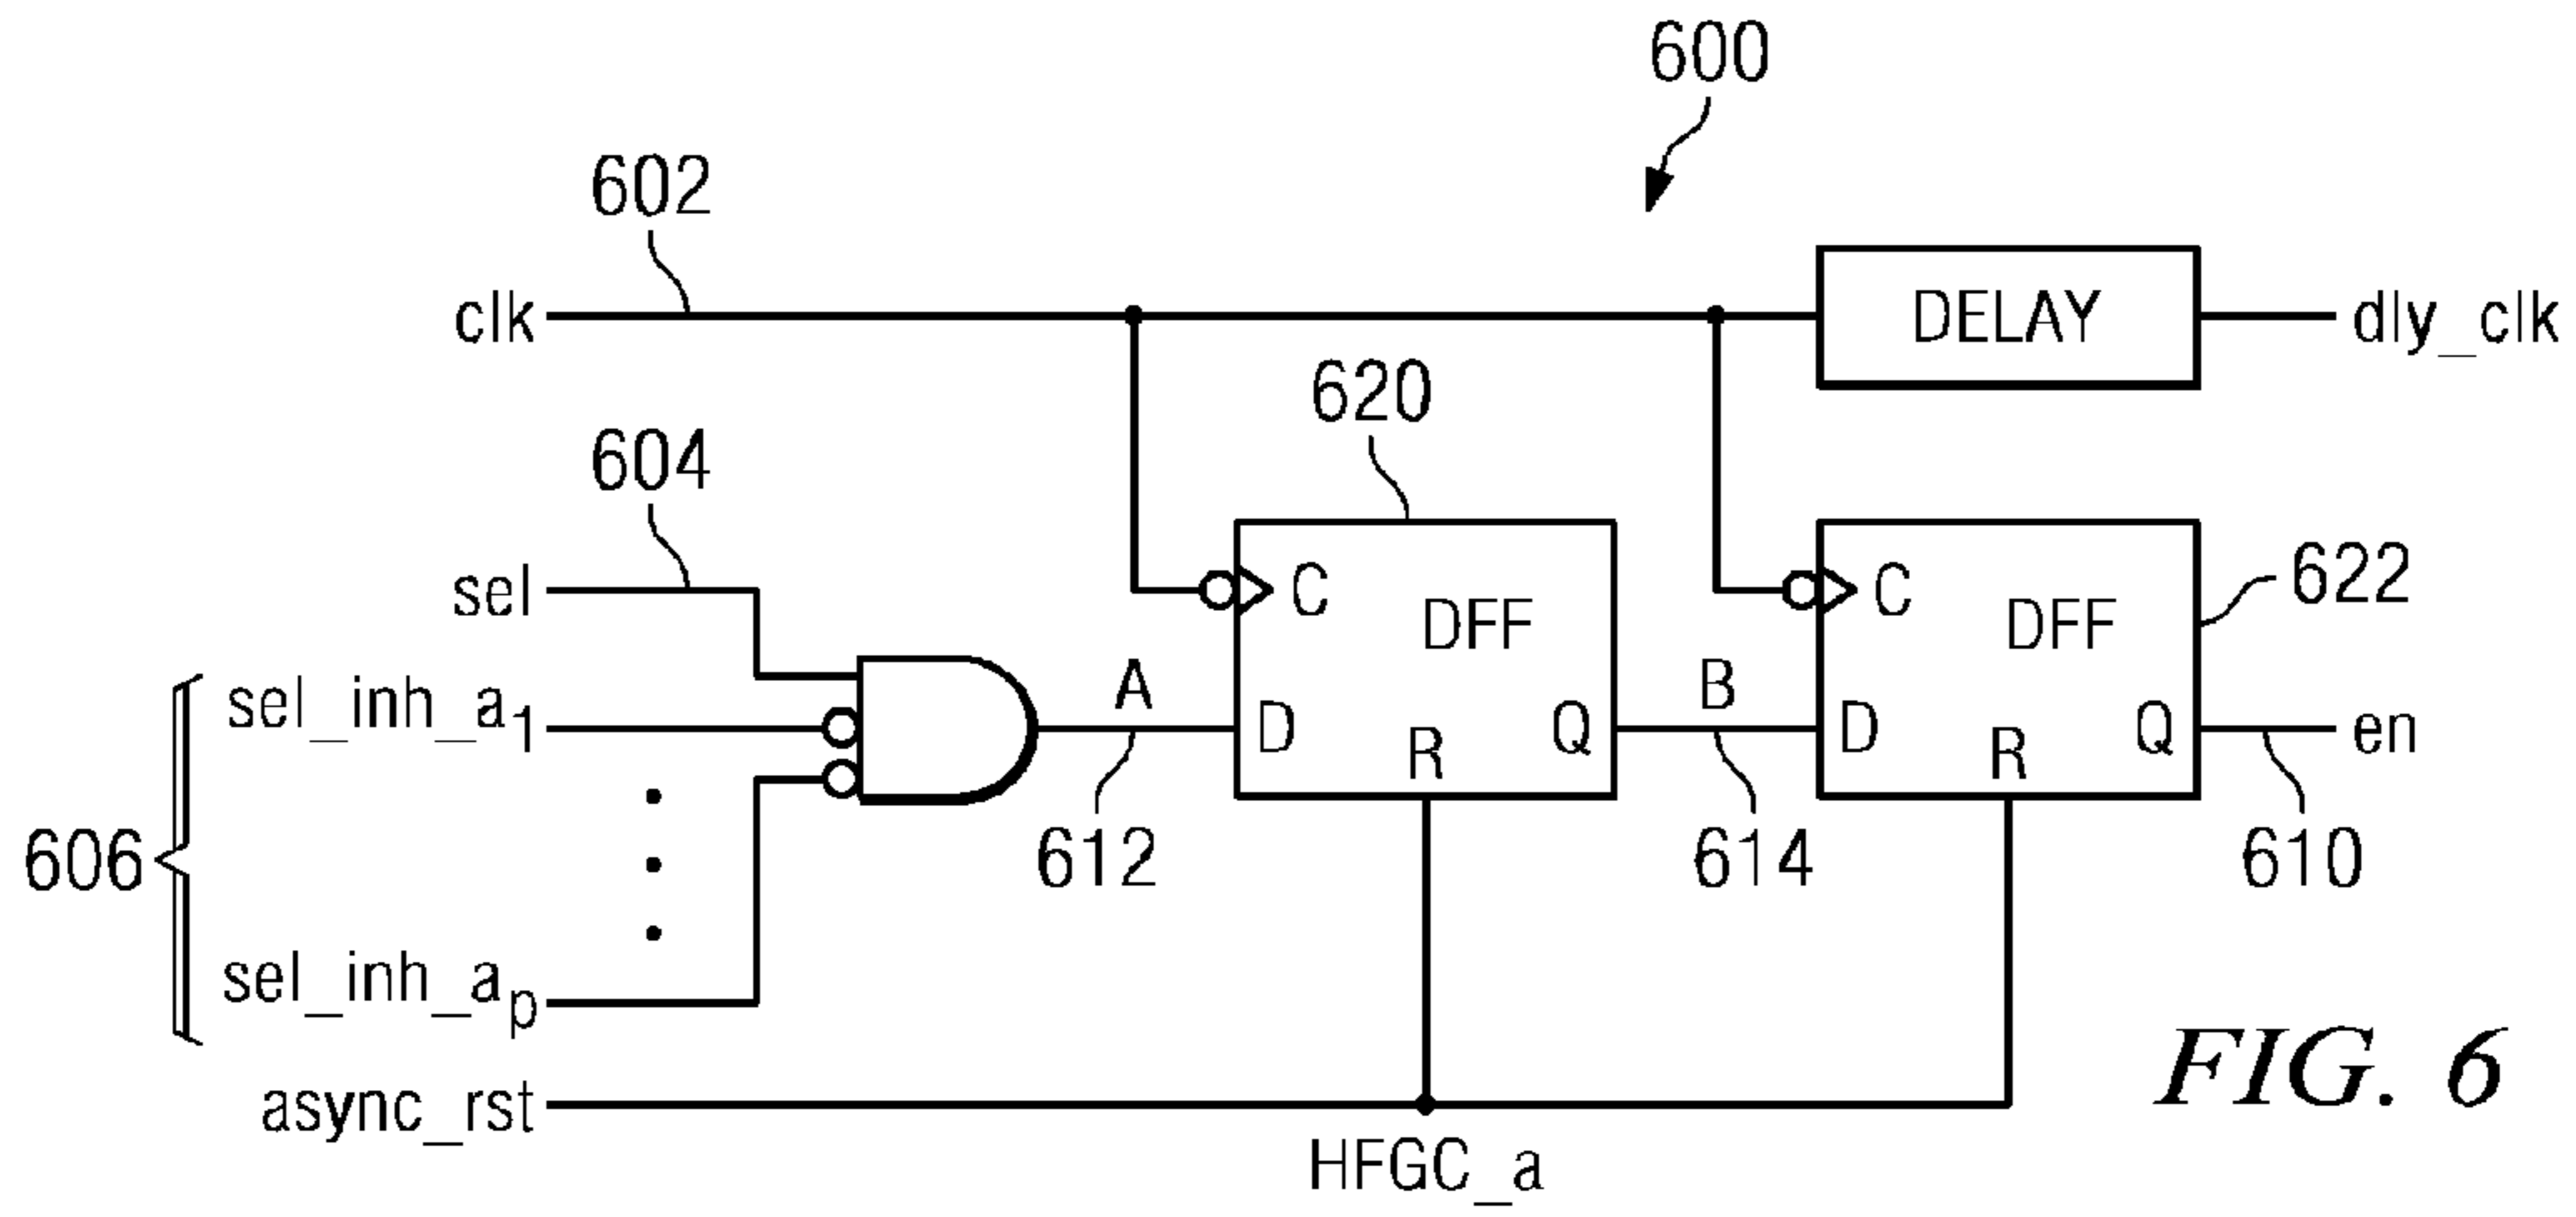 600
602
clk
DELAY
dly_clk
620
604
sel
C
DFF
C
DFF
622
606
sel_inh_a1
A
D
R
Q
B
D
R
Q
en
612
614
610
sel_inh_ap
async_rst
HFGC_a
FIG. 6